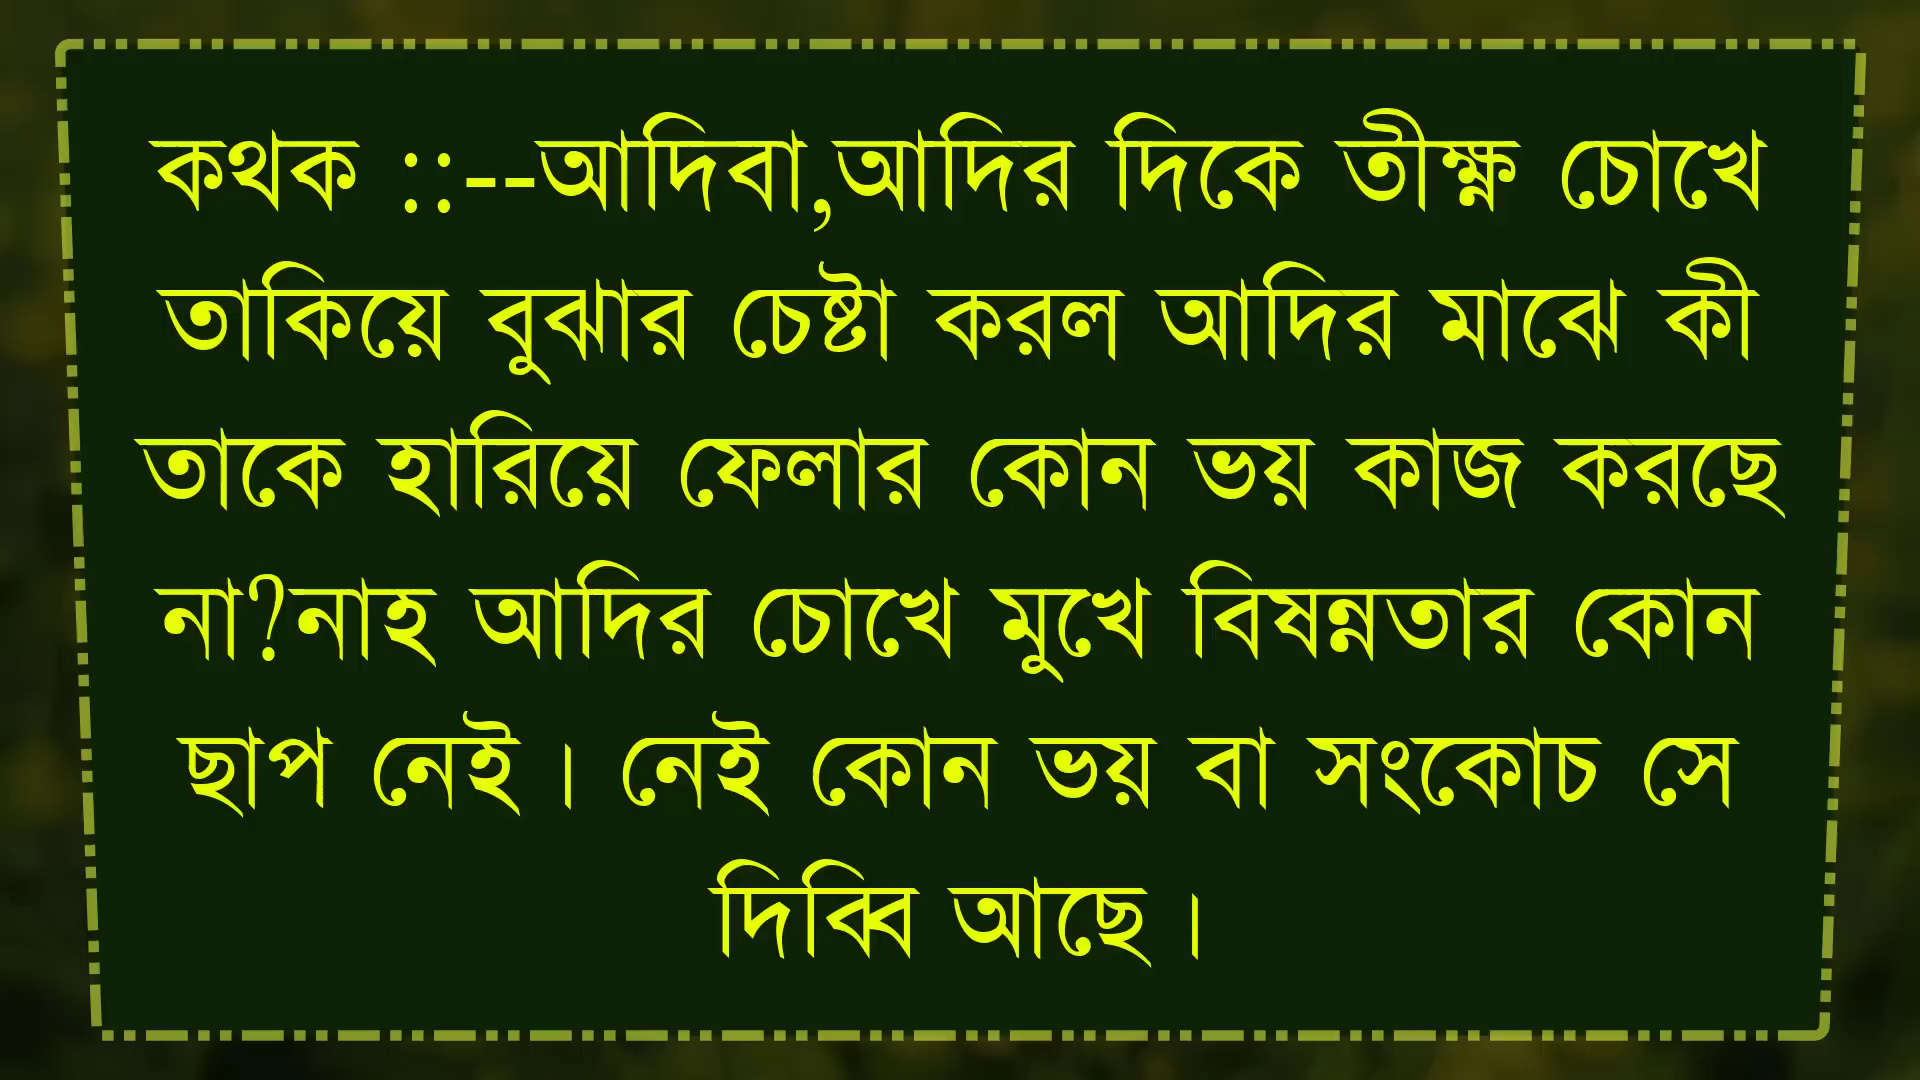 কথক ::--আদিবা,আদির দিকে তীক্ষ্ণ চোখে
তাকিয়ে বুঝার চেষ্টা করল আদির মাঝে কী
তাকে হারিয়ে ফেলার কোন ভয় কাজ করছে
না?নাহ আদির চোখে মুখে বিষন্নতার কোন
ছাপ নেই। নেই কোন ভয় বা সংকোচ সে
দিব্বি আছে।